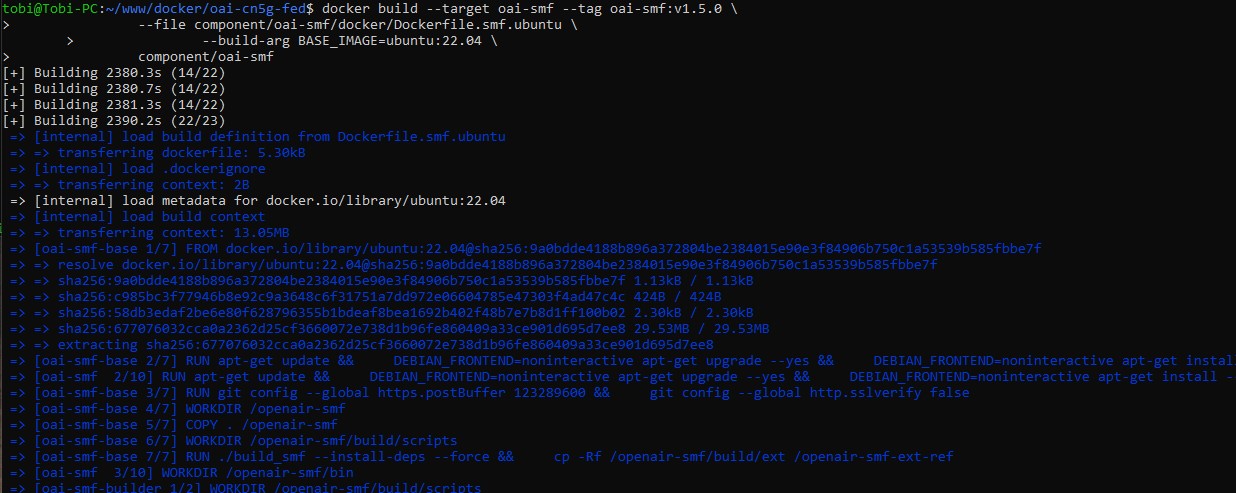 tobi@Tobi-PC:~/www/docker/oai-cn5g-fed$ docker build --target oai-smf --tag oai-smf:v1.5.0 \
> --file component/oai-smf/docker/Dockerfile.smf.ubuntu \
> --build-arg BASE_IMAGE=ubuntu:22.04 \
> component/oai-smf
[+] Building 2380.3s (14/22)
[+] Building 2380.7s (14/22)
[+] Building 2381.3s (14/22)
[+] Building 2390.2s (22/23)
=> [internal] load build definition from Dockerfile.smf.ubuntu
=> => transferring dockerfile: 5.30kB
=> [internal] load .dockerignore
=> => transferring context: 2B
=> [internal] load metadata for docker.io/library/ubuntu:22.04
=> [internal] load build context
=> => transferring context: 13.05MB
=> [oai-smf-base 1/7] FROM docker.io/library/ubuntu:22.04@sha256:9a0bdde4188b896a372804be2384015e90e3f84906b750c1a53539b585fbbe7f
=> => resolve docker.io/library/ubuntu:22.04@sha256:9a0bdde4188b896a372804be2384015e90e3f84906b750c1a53539b585fbbe7f
=> => sha256:9a0bdde4188b896a372804be2384015e90e3f84906b750c1a53539b585fbbe7f 1.13kB / 1.13kB
=> => sha256:c985bc3f77946b8e92c9a3648c6f31751a7dd972e06604785e47303f4ad47c4c 424B / 424B
=> => sha256:58db3edaf2be6e80f628796355b1bdeaf8bea1692b402f48b7e7b8d1ff100b02 2.30kB / 2.30kB
=> => sha256:677076032cca0a2362d25cf3660072e738d1b96fe860409a33ce901d695d7ee8 29.53MB / 29.53MB
=> => extracting sha256:677076032cca0a2362d25cf3660072e738d1b96fe860409a33ce901d695d7ee8
=> [oai-smf-base 2/7] RUN apt-get update && DEBIAN_FRONTEND=noninteractive apt-get upgrade --yes && DEBIAN_FRONTEND=noninteractive apt-get instal
=> [oai-smf 2/10] RUN apt-get update && DEBIAN_FRONTEND=noninteractive apt-get upgrade --yes && DEBIAN_FRONTEND=noninteractive apt-get install -
=> [oai-smf-base 3/7] RUN git config --global https.postBuffer 123289600 && git config --global http.sslverify false
=> [oai-smf-base 4/7] WORKDIR /openair-smf
=> [oai-smf-base 5/7] COPY . /openair-smf
=> [oai-smf-base 6/7] WORKDIR /openair-smf/build/scripts
=> [oai-smf-base 7/7] RUN ./build_smf --install-deps --force && cp -Rf /openair-smf/build/ext /openair-smf-ext-ref
=> [oai-smf 3/10] WORKDIR /openair-smf/bin
=> [oai-smf-builder 1/2] WORKDIR /openair-smf/build/scripts